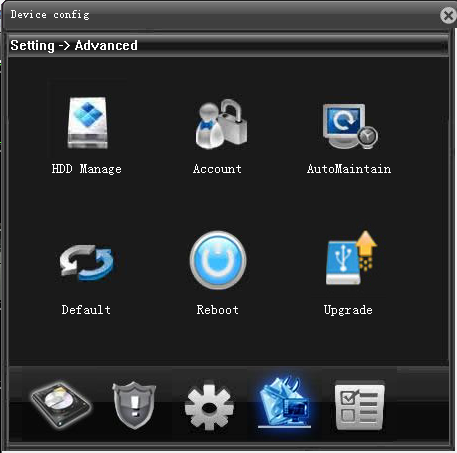 Device config
Setting -> Advanced
HDD Manage
Account
AutoMaintain
Default
Reboot
Upgrade